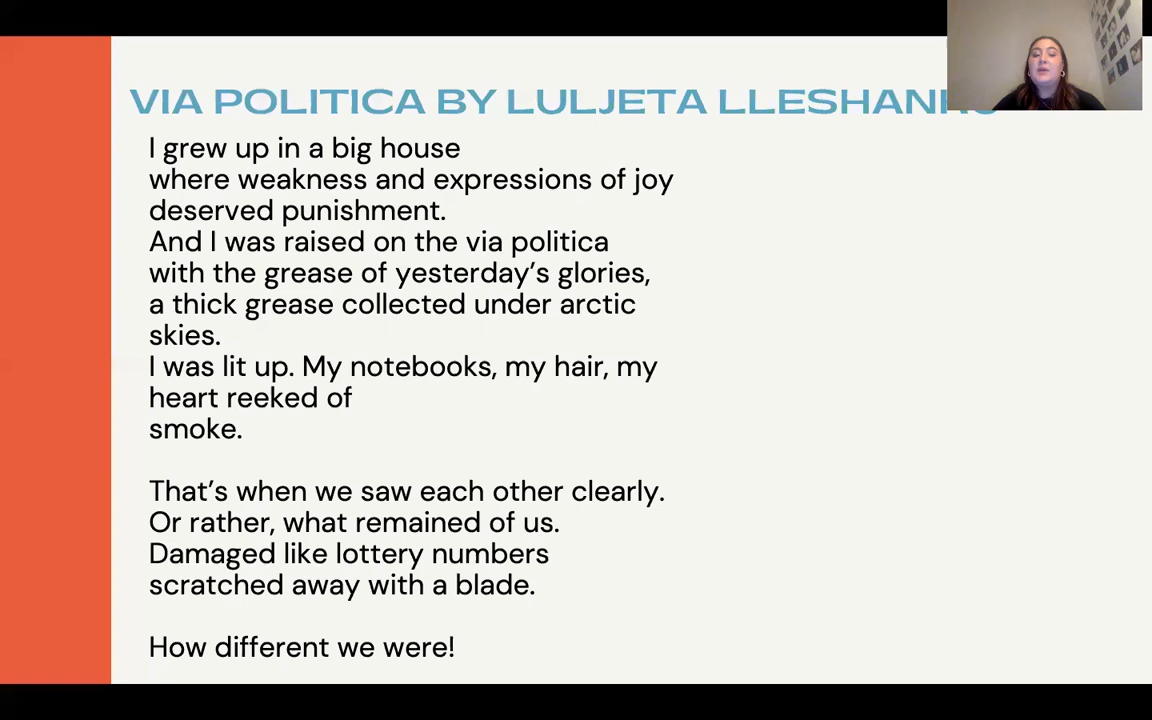 VIA POLITICA BY LULJETA
I grew up in a big house
where weakness and expressions of joy
deserved punishment.
And I was raised on the via politica
with the grease of yesterday's glories,
a thick grease collected under arctic
skies.
I was lit up. My notebooks, my hair, my
heart reeked of
smoke.
That's when we saw each other clearly.
Or rather, what remained of us.
Damaged like lottery numbers
scratched away with a blade.
How different we were!